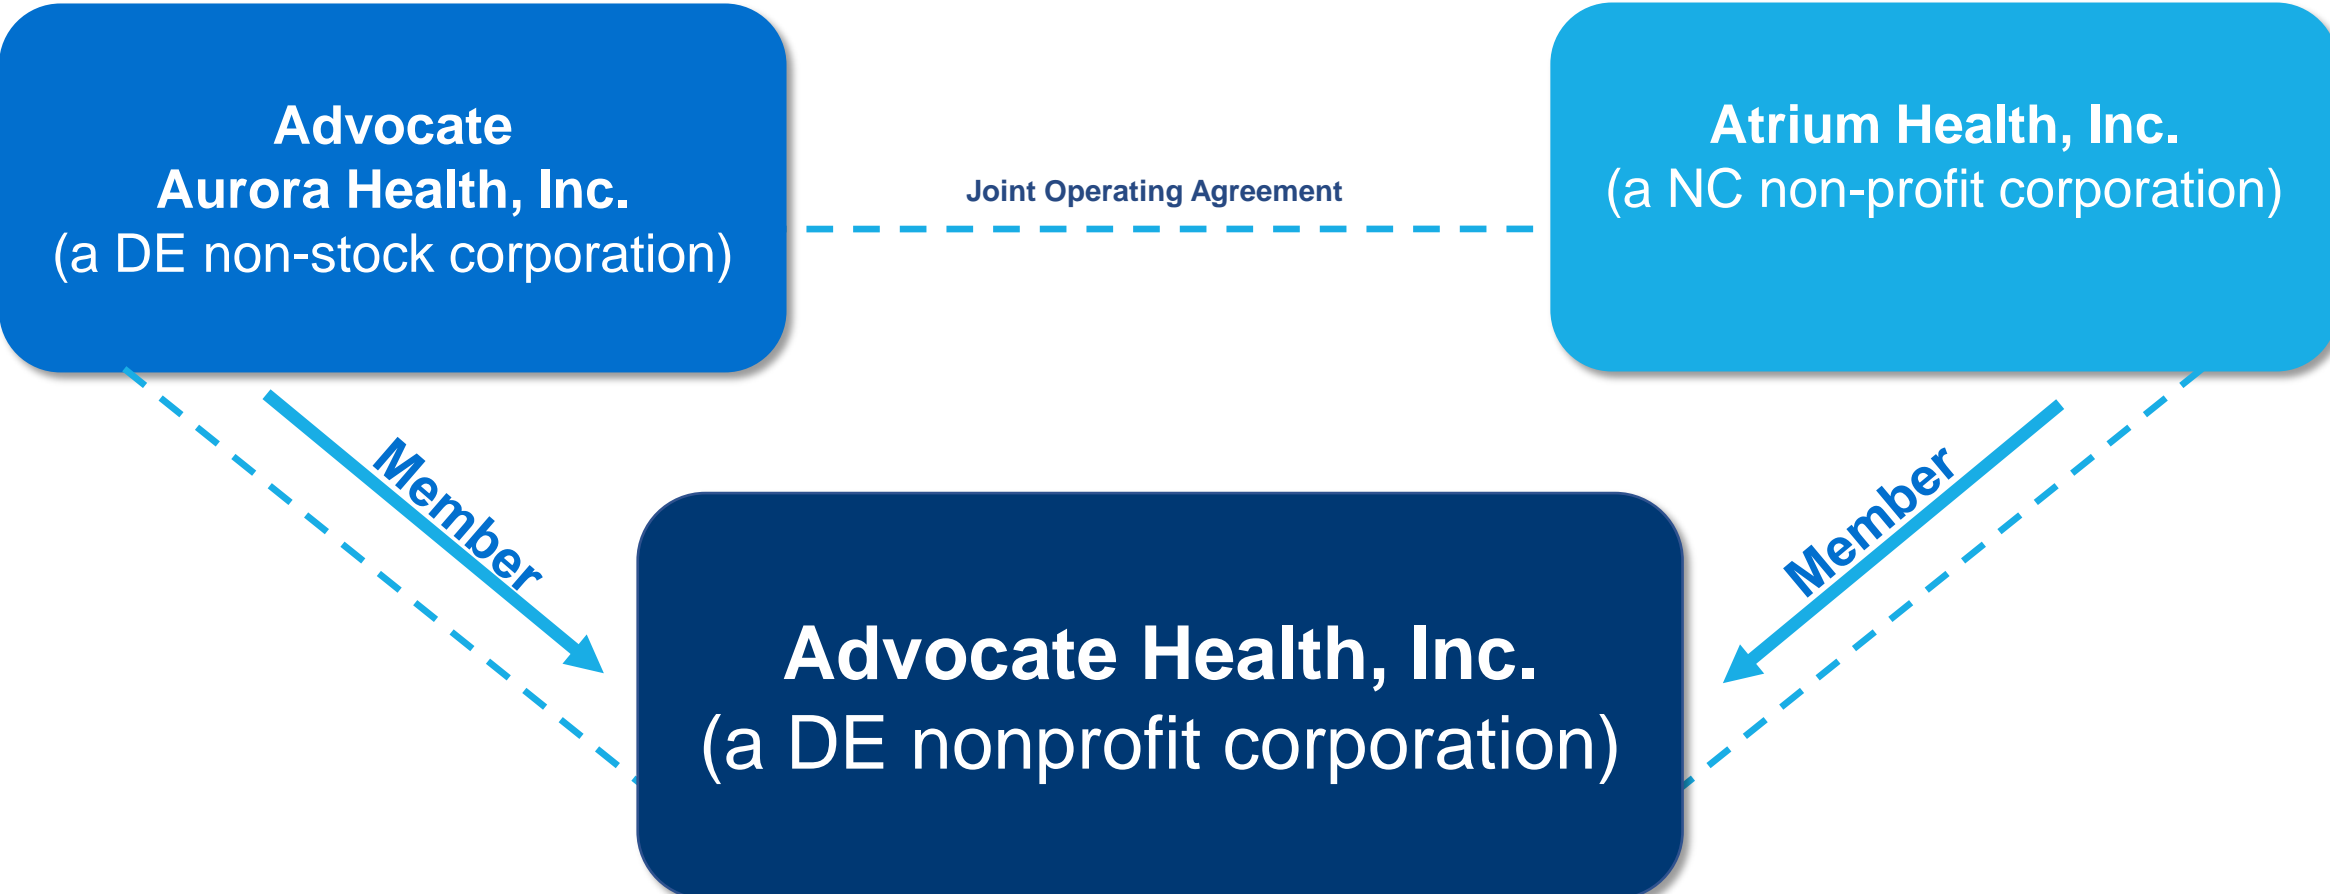 Advocate
Aurora Health, Inc.
(a DE non-stock corporation)
Joint Operating Agreement
Atrium Health, Inc.
(a NC non-profit corporation)
Member
Member
Advocate Health, Inc.
(a DE nonprofit corporation)